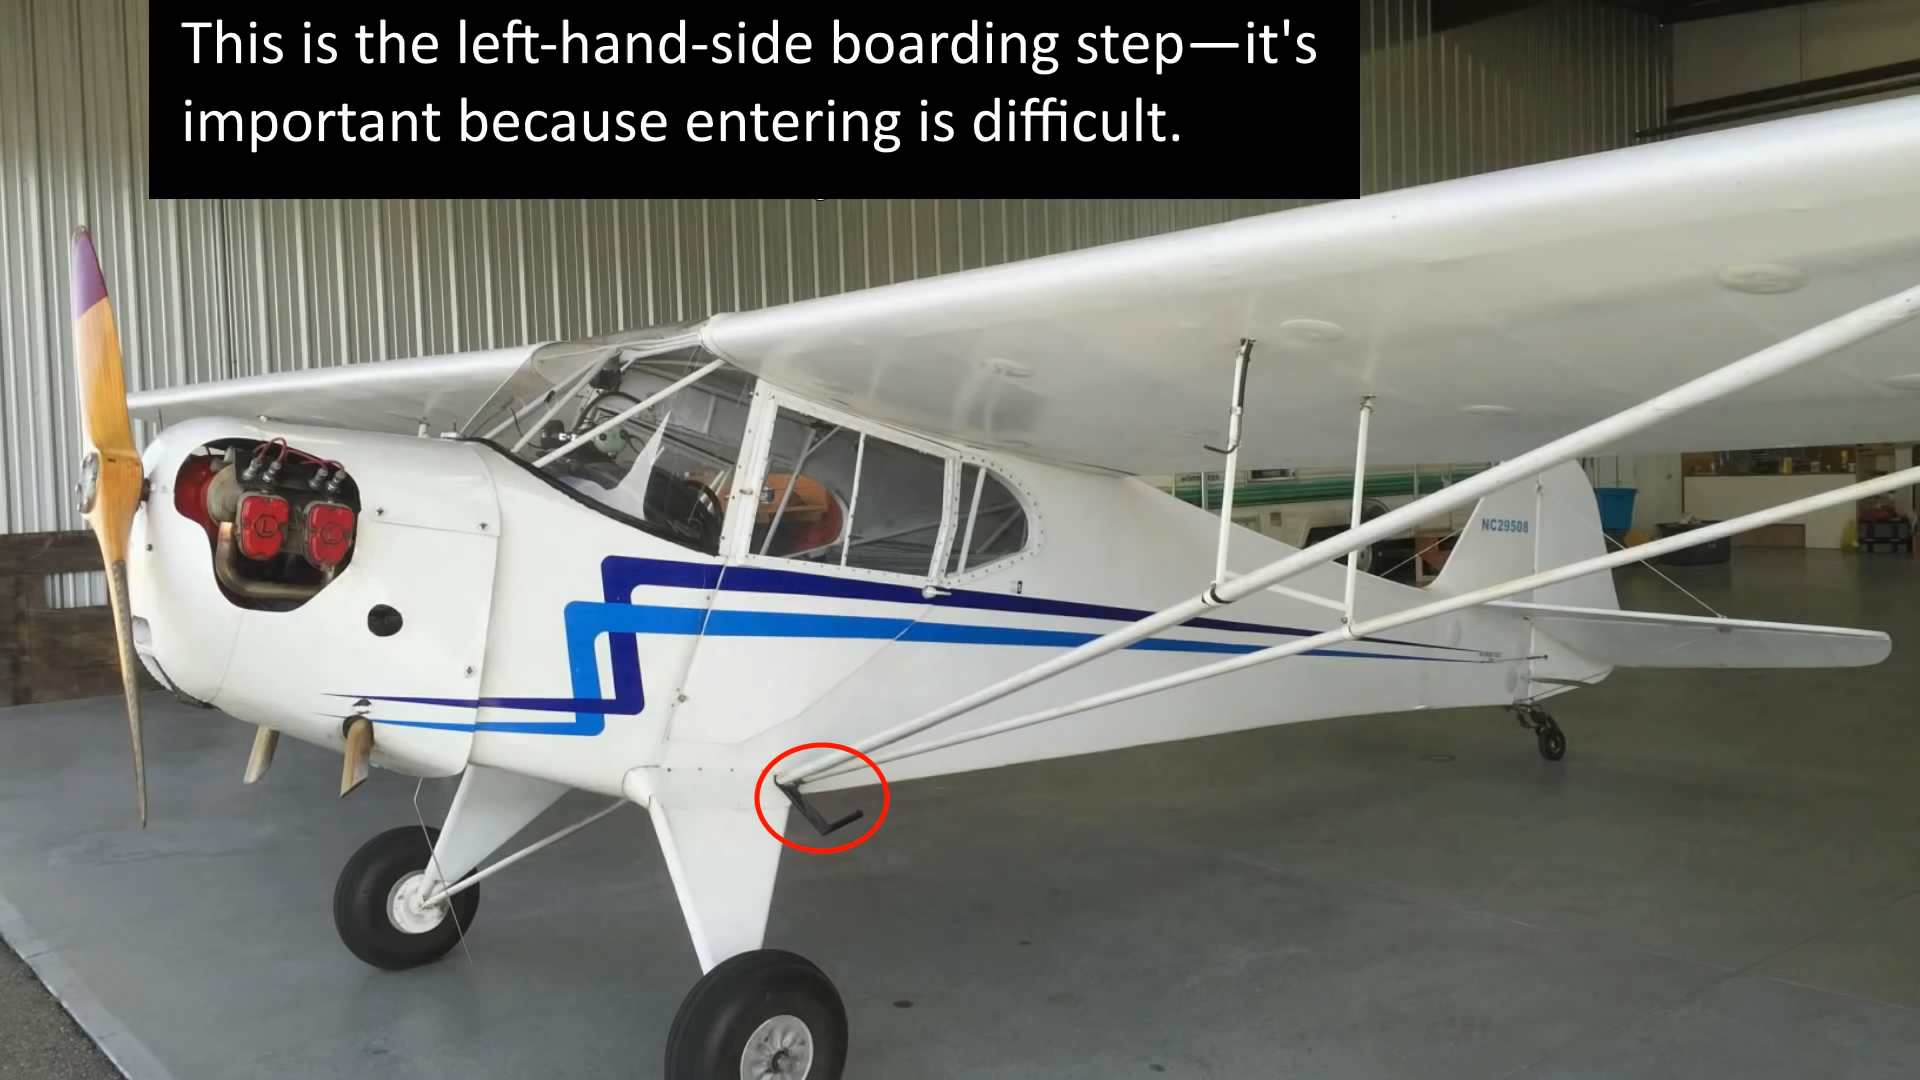 This is the left-hand-side boarding step—it's
important because entering is difficult.
NC29508